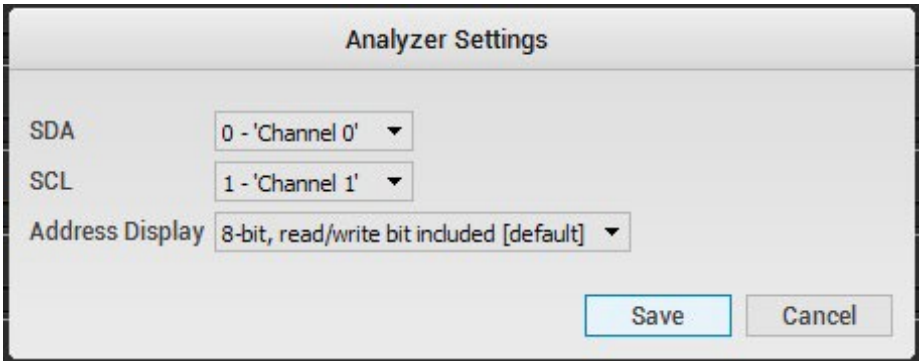 Analyzer Settings
SDA 0 - 'Channel 0'
SCL 1 - 'Channel 1'
Address Display 8-bit, read/write bit included [default]
Save Cancel